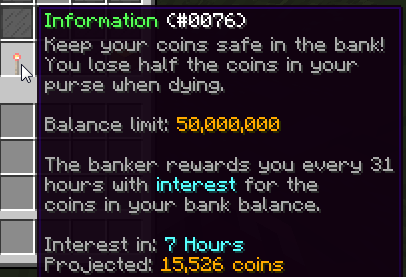 Information (#0076)
Keep your coins safe in the bank!
You lose half the coins in your
purse when dying.
Balance limit: 50,000,000
The banker rewards you every 31
hours with interest for the
coins in your bank balance.
Interest in: 7 Hours
Projected: 15,526 coins